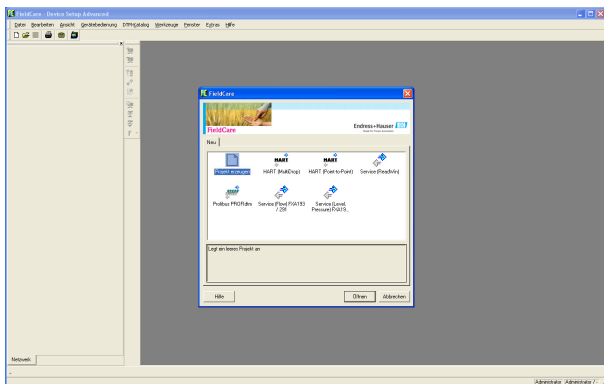 FieldCare - Device Setup Advanced
Datei Bearbeiten Ansicht Gerätebedienung DTM-Katalog Werkzeuge Fenster Extras Hilfe
FieldCare
FieldCare
Endress+Hauser
Neu
Projekt erzeugen
HART (MultiDrop)
HART (Point-to-Point)
Service (ReadWin)
Profibus PROFIdtm
Service (Flow) FXA193 / 291
Service (Level, Pressure) FXA19...
Legt ein leeres Projekt an
Hilfe
Öffnen
Abbrechen
Netzwerk
Administrator
Administrator /